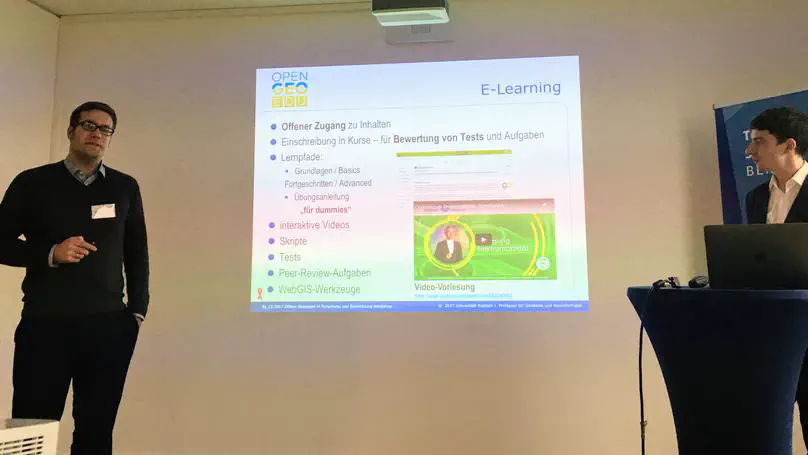 OPEN
GEO
EDU
E-Learning
Offener Zugang zu Inhalten
Einschreibung in Kurse – für Bewertung von Tests und Aufgaben
Lernpfade:
Grundlagen / Basics
Fortgeschritten / Advanced
Übungsanleitung
„für dummies“
interaktive Videos
Skripte
Tests
Peer-Review-Aufgaben
WebGIS-Werkzeuge
Video-Vorlesung
BE